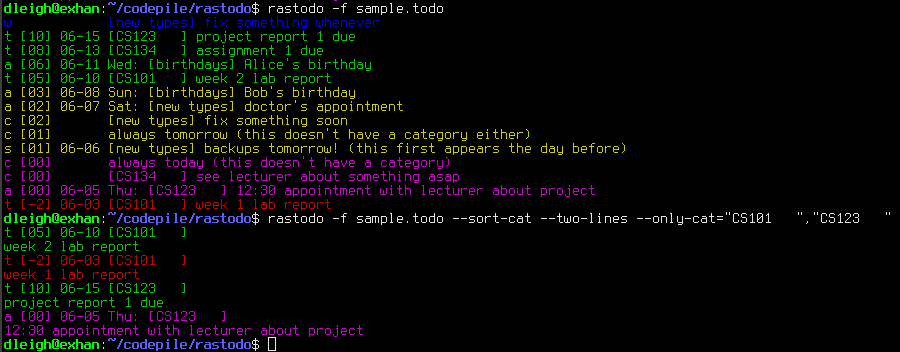 dleigh@exhan:~/codepile/rastodo$ rastodo -f sample.todo
w            [new types] fix something whenever
t [10] 06-15 [CS123   ] project report 1 due
t [08] 06-13 [CS134   ] assignment 1 due
a [06] 06-11 Wed: [birthdays] Alice's birthday
t [05] 06-10 [CS101   ] week 2 lab report
a [03] 06-08 Sun: [birthdays] Bob's birthday
a [02] 06-07 Sat: [new types] doctor's appointment
c [02]       [new types] fix something soon
c [01]       always tomorrow (this doesn't have a category either)
s [01] 06-06 [new types] backups tomorrow! (this first appears the day before)
c [00]       always today (this doesn't have a category)
c [00]       [CS134   ] see lecturer about something asap
a [00] 06-05 Thu: [CS123   ] 12:30 appointment with lecturer about project
t [-2] 06-03 [CS101   ] week 1 lab report
dleigh@exhan:~/codepile/rastodo$ rastodo -f sample.todo --sort-cat --two-lines --only-cat="CS101   ","CS123   "
t [05] 06-10 [CS101   ]
week 2 lab report
t [-2] 06-03 [CS101   ]
week 1 lab report
t [10] 06-15 [CS123   ]
project report 1 due
a [00] 06-05 Thu: [CS123   ]
12:30 appointment with lecturer about project
dleigh@exhan:~/codepile/rastodo$